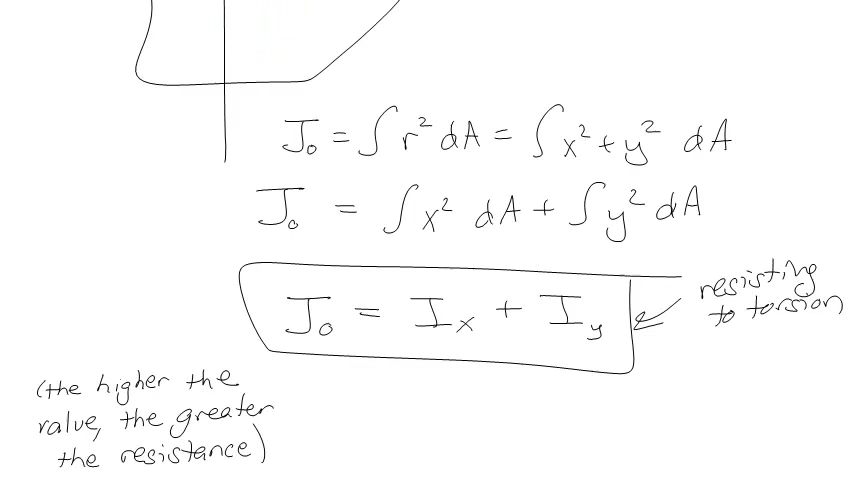 J₀ = ∫ r² dA = ∫ x² + y² dA
J₀ = ∫ x² dA + ∫ y² dA
J₀ = Iₓ + I_y
resisting
to torsion
(the higher the
value, the greater
the resistance)